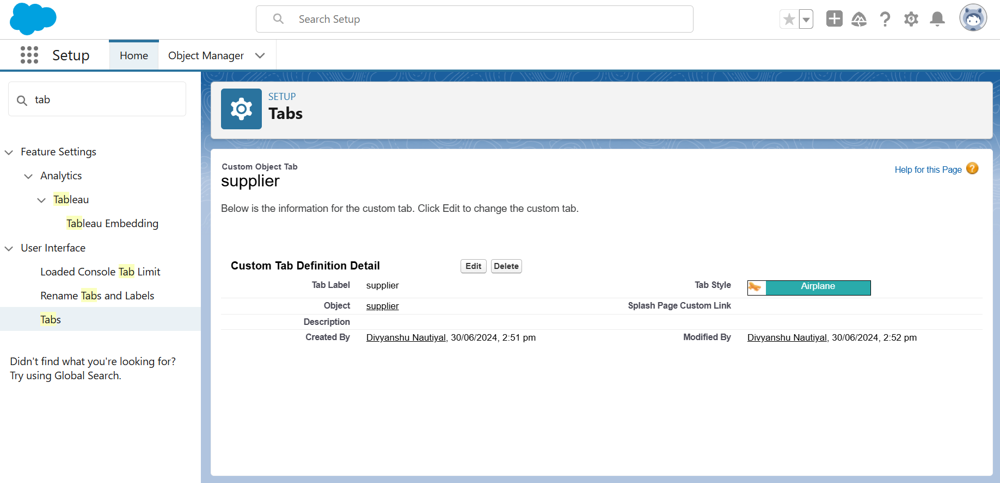 Search Setup
Setup
Home
Object Manager
tab
Feature Settings
Analytics
Tableau
Tableau Embedding
User Interface
Loaded Console Tab Limit
Rename Tabs and Labels
Tabs
Didn't find what you're looking for?
Try using Global Search.
SETUP
Tabs
Custom Object Tab
supplier
Help for this Page ?
Below is the information for the custom tab. Click Edit to change the custom tab.
Custom Tab Definition Detail Edit Delete
Tab Label supplier Tab Style Airplane
Object supplier Splash Page Custom Link
Description
Created By Divyanshu Nautiyal, 30/06/2024, 2:51 pm Modified By Divyanshu Nautiyal, 30/06/2024, 2:52 pm